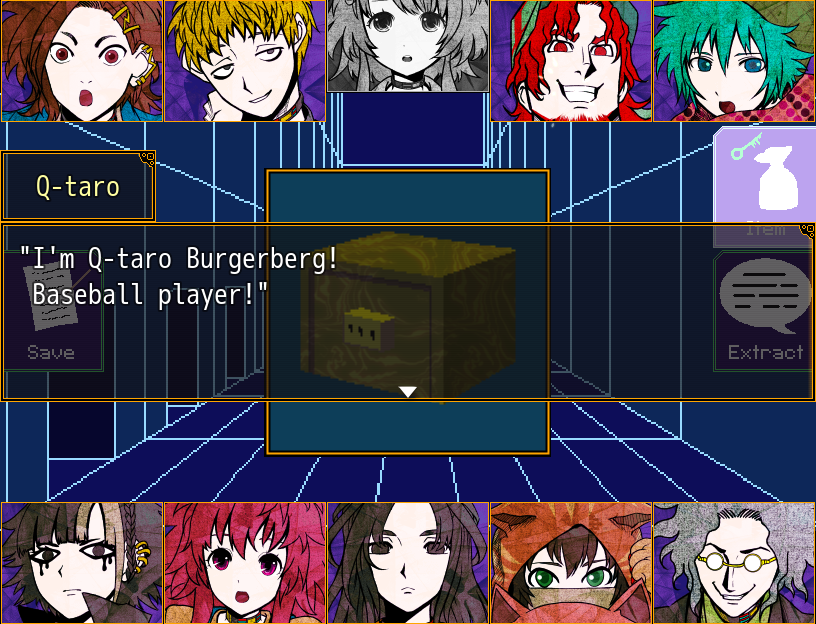 Q-taro
Item
"I'm Q-taro Burgerberg!
Baseball player!"
Save
Extract